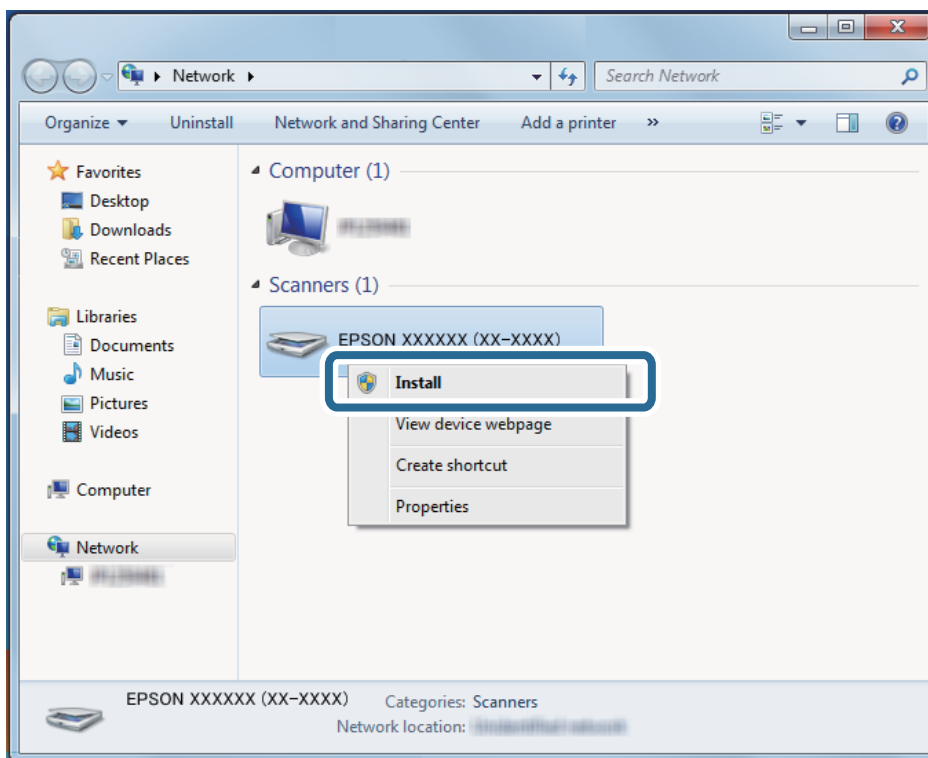 Network
Search Network
Organize Uninstall Network and Sharing Center Add a printer »
Favorites
Desktop
Downloads
Recent Places
Libraries
Documents
Music
Pictures
Videos
Computer
Network
Computer (1)
Scanners (1)
EPSON XXXXXX (XX-XXXX)
Install
View device webpage
Create shortcut
Properties
EPSON XXXXXX (XX-XXXX) Categories: Scanners
Network location: